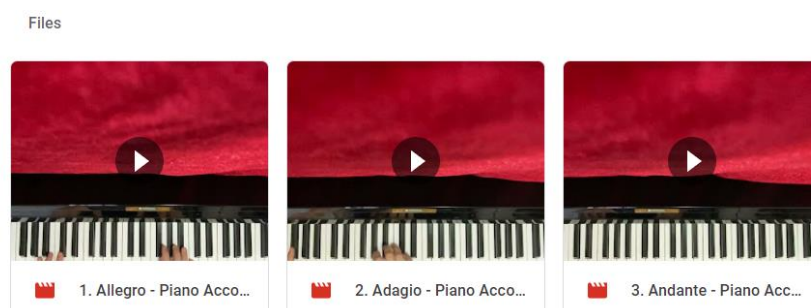 Files
1. Allegro - Piano Acco...
2. Adagio - Piano Acco...
3. Andante - Piano Acc...